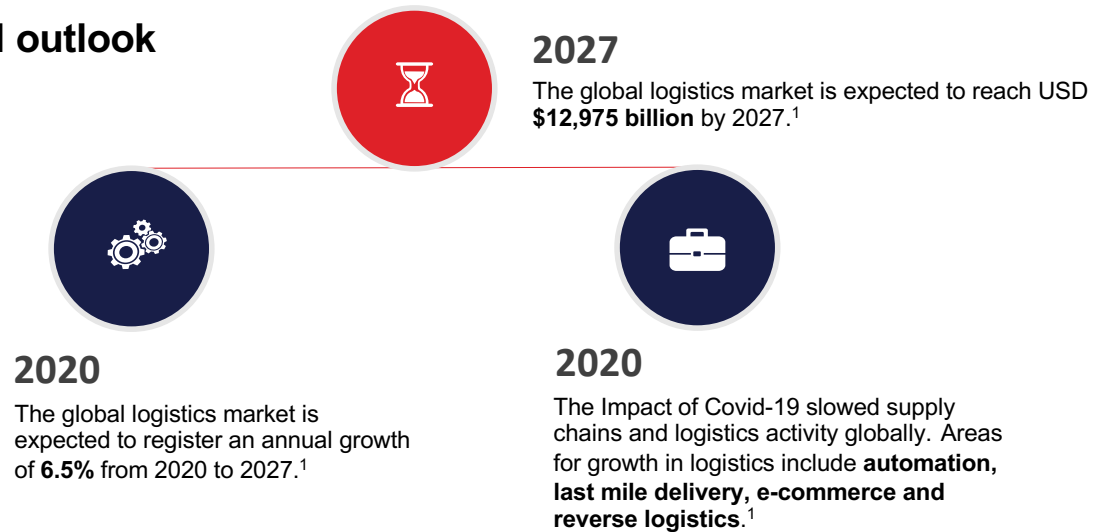 outlook
2027
The global logistics market is expected to reach USD
$12,975 billion by 2027.¹
2020
The global logistics market is
expected to register an annual growth
of 6.5% from 2020 to 2027.¹
2020
The Impact of Covid-19 slowed supply
chains and logistics activity globally. Areas
for growth in logistics include automation,
last mile delivery, e-commerce and
reverse logistics.¹